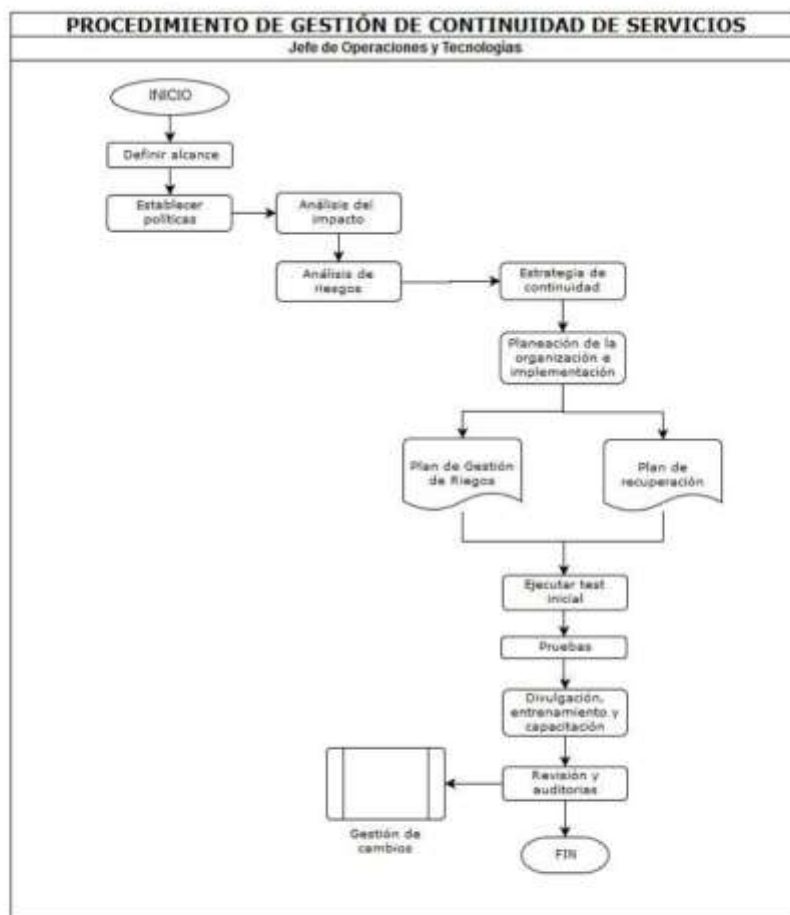 PROCEDIMIENTO DE GESTIÓN DE CONTINUIDAD DE SERVICIOS
Jefe de Operaciones y Tecnologías
INICIO
Definir alcance
Establecer
políticas
Análisis del
impacto
Análisis de
riesgos
Estrategia de
continuidad
Planeación de la
organización e
implementación
Plan de Gestión
de Riegos
Plan de
recuperación
Ejecutar test
inicial
Pruebas
Divulgación,
entrenamiento y
capacitación
Revisión y
auditorias
Gestión de
cambios
FIN